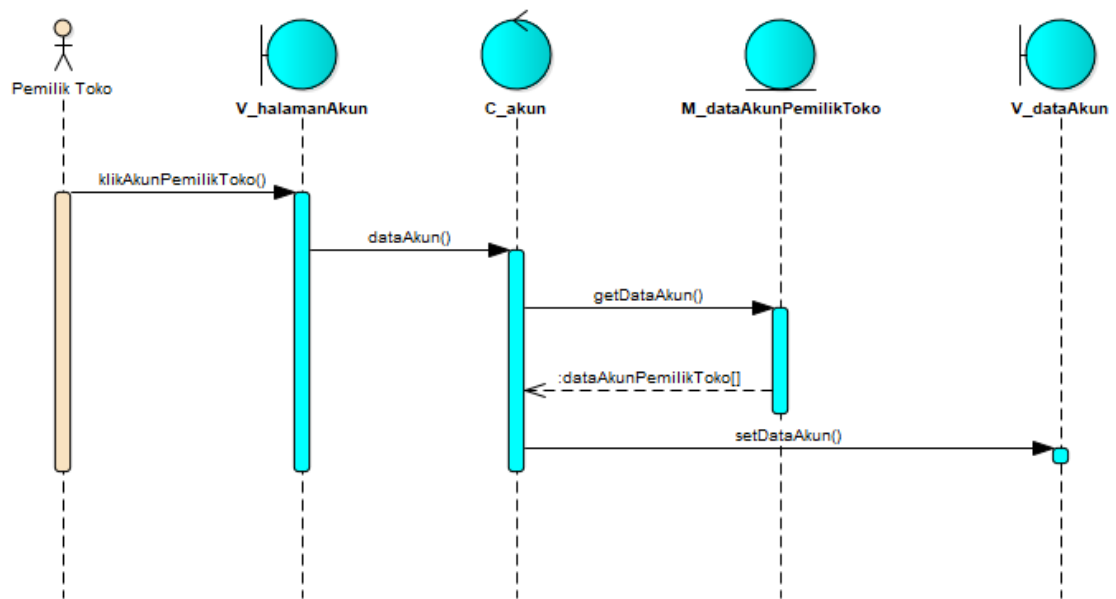 Pemilik Toko
V_halamanAkun
C_akun
M_dataAkunPemilikToko
V_dataAkun
klikAkunPemilikToko()
dataAkun()
getDataAkun()
:dataAkunPemilikToko[]
setDataAkun()